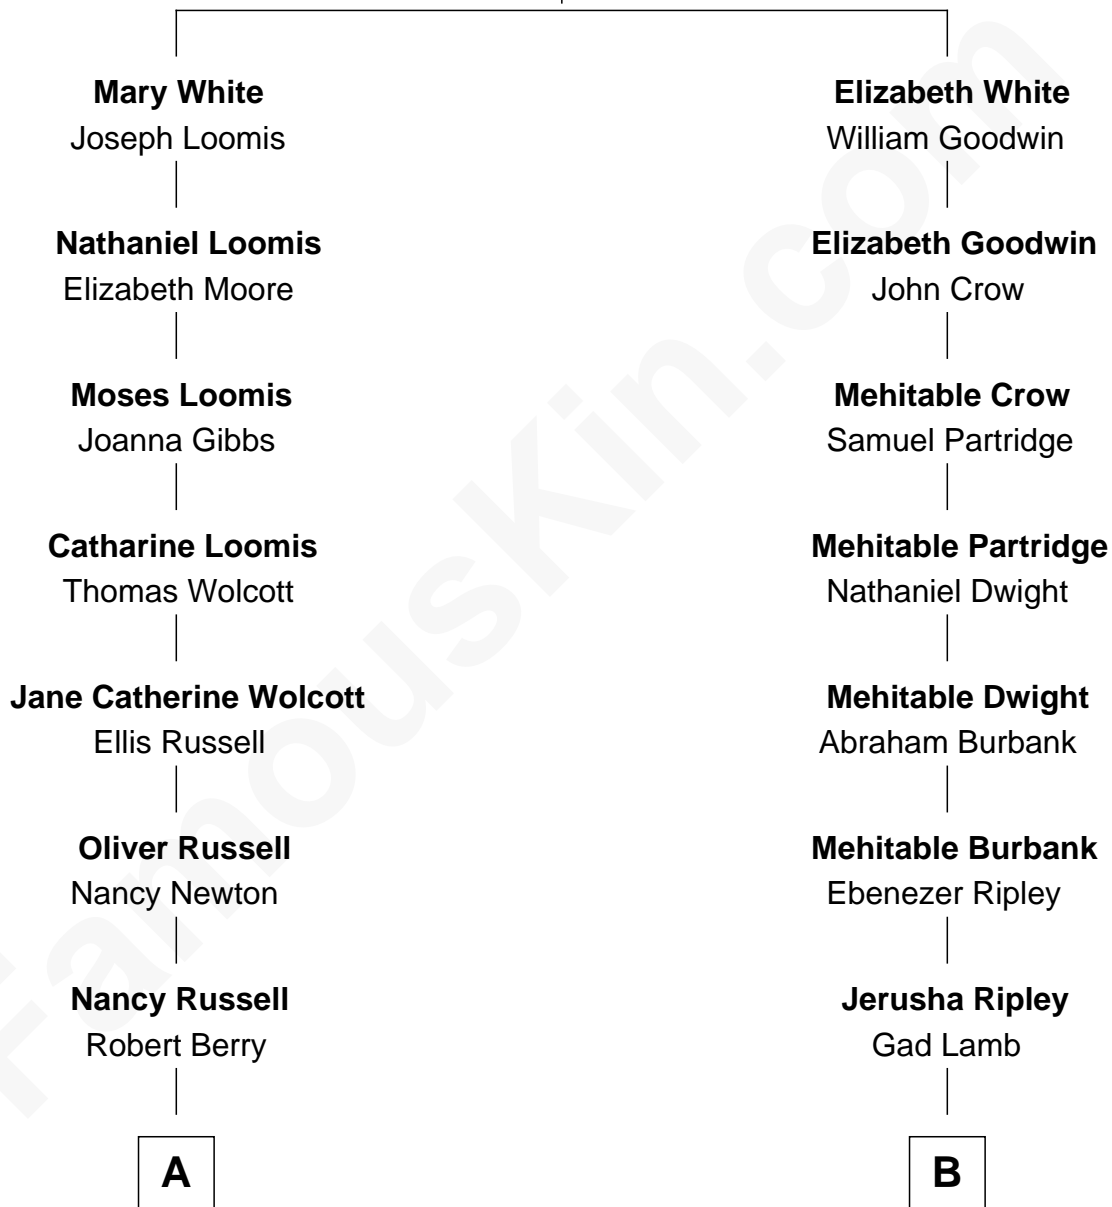 Mary White
Joseph Loomis
Nathaniel Loomis
Elizabeth Moore
Moses Loomis
Joanna Gibbs
Catharine Loomis
Thomas Wolcott
Jane Catherine Wolcott
Ellis Russell
Oliver Russell
Nancy Newton
Nancy Russell
Robert Berry
A
Elizabeth White
William Goodwin
Elizabeth Goodwin
John Crow
Mehitable Crow
Samuel Partridge
Mehitable Partridge
Nathaniel Dwight
Mehitable Dwight
Abraham Burbank
Mehitable Burbank
Ebenezer Ripley
Jerusha Ripley
Gad Lamb
B
FamousKin.com